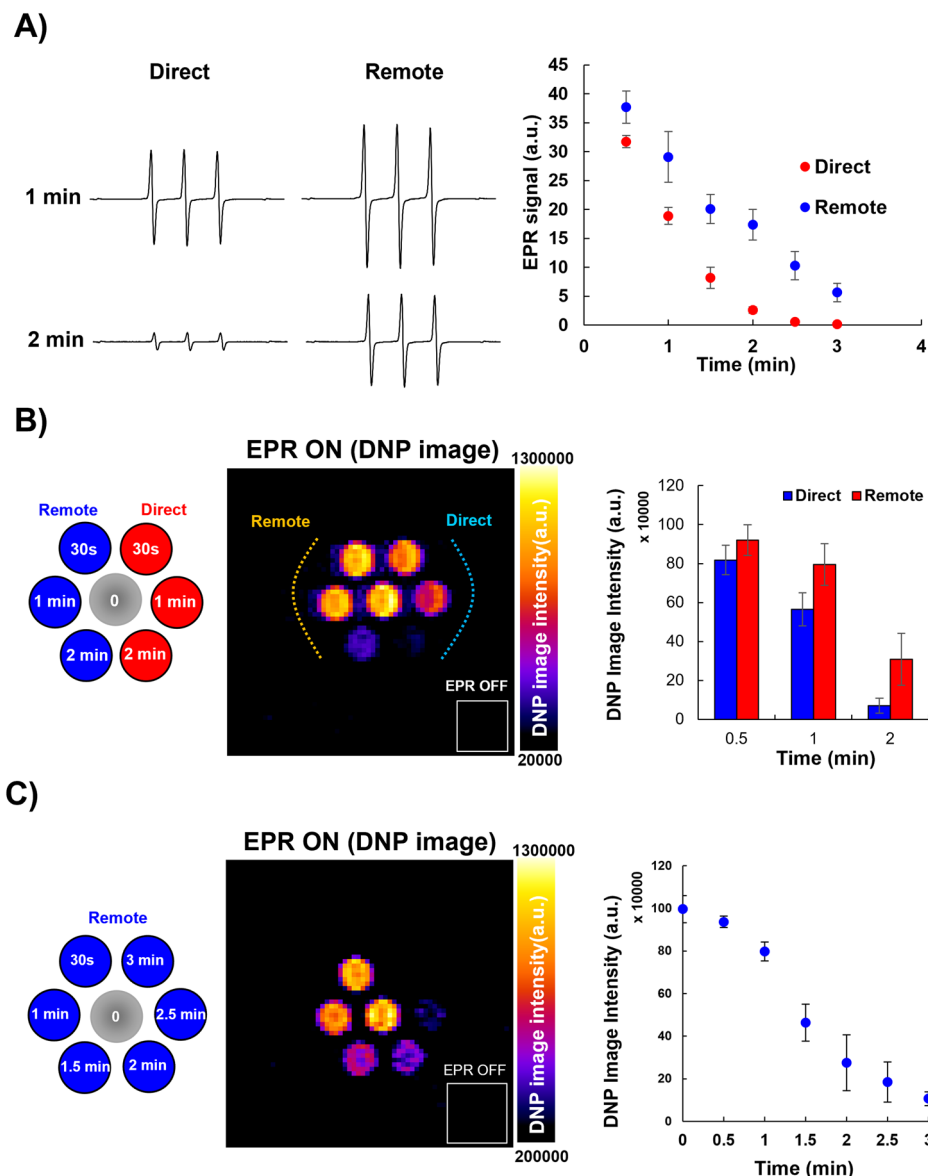 A)
Direct
Remote
1 min
2 min
EPR signal (a.u.)
45
40
35
30
25
20
15
10
5
0
0
1
2
3
4
Time (min)
Direct
Remote
B)
Remote
Direct
30s
30s
1 min
0
1 min
2 min
2 min
EPR ON (DNP image)
Remote
Direct
EPR OFF
1300000
DNP image intensity(a.u.)
20000
DNP Image Intensity (a.u.)
x 10000
120
100
80
60
40
20
0
Direct
Remote
0.5
1
2
Time (min)
C)
Remote
30s
3 min
1 min
0
2.5 min
1.5 min
2 min
EPR ON (DNP image)
EPR OFF
1300000
DNP image intensity(a.u.)
200000
DNP Image Intensity (a.u.)
x 10000
120
100
80
60
40
20
0
0
0.5
1
1.5
2
2.5
3
Time (min)